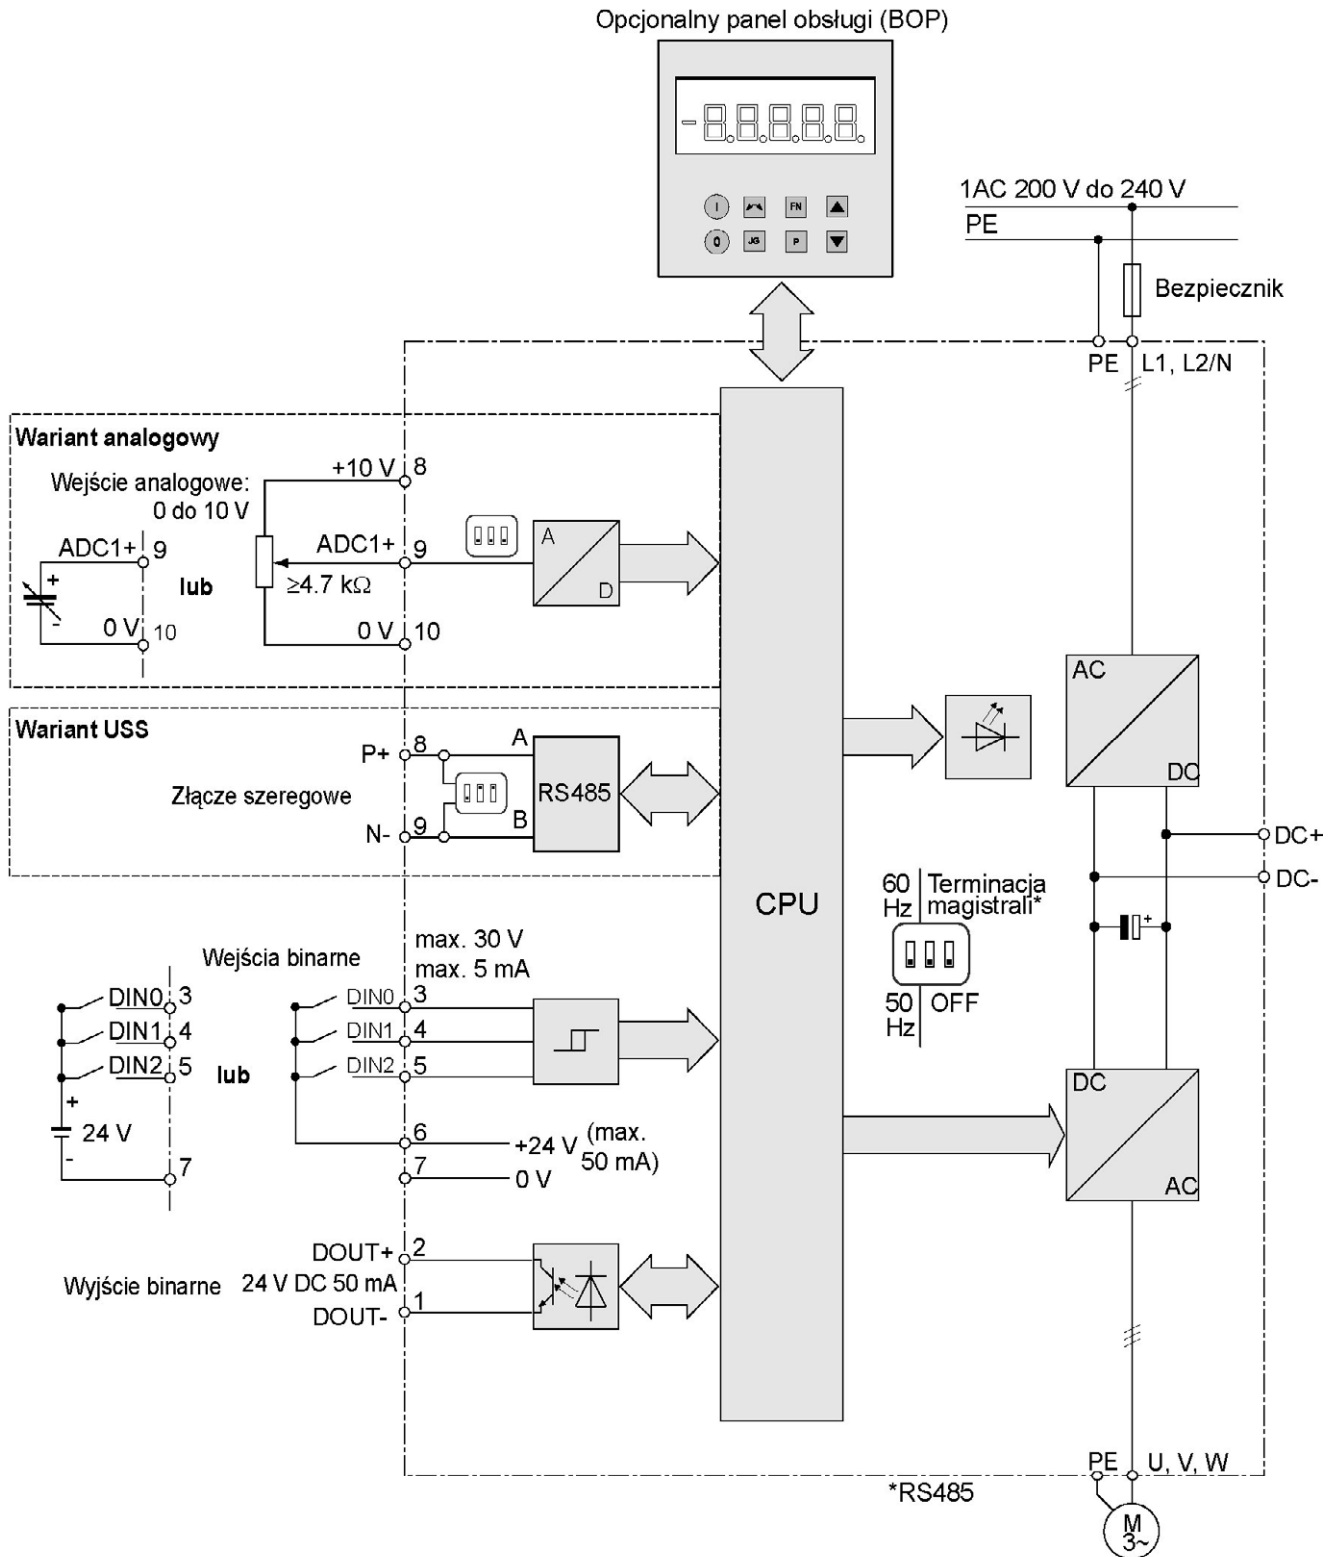 Opcjonalny panel obsługi (BOP)
-8.8.8.8.8.
I
FN
0
JG
P
1AC 200 V do 240 V
PE
Bezpiecznik
PE
L1, L2/N
Wariant analogowy
Wejście analogowe:
0 do 10 V
+10 V
8
ADC1+
9
lub
ADC1+
9
≥4.7 kΩ
+
-
0 V
10
0 V
10
A
D
Wariant USS
Złącze szeregowe
P+
8
A
N-
9
B
RS485
CPU
AC
DC
DC+
DC-
+
60
Hz
Terminacja
magistrali*
50
Hz
OFF
Wejścia binarne
max. 30 V
max. 5 mA
DIN0
3
DIN1
4
DIN2
5
lub
+
24 V
-
7
DIN0
3
DIN1
4
DIN2
5
6
+24 V
(max.
50 mA)
7
0 V
DC
AC
Wyjście binarne
DOUT+
2
24 V DC 50 mA
DOUT-
1
PE
U, V, W
*RS485
M
3~